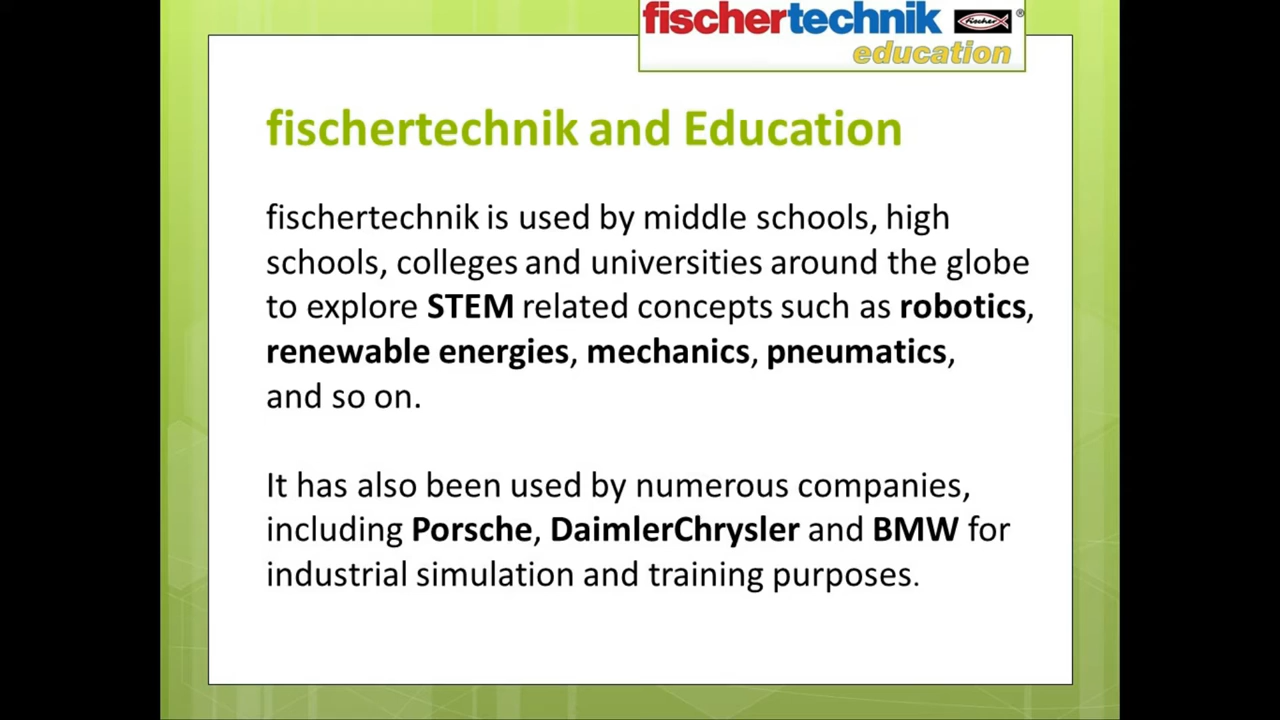 fischertechnik fischer ®
education
fischertechnik and Education
fischertechnik is used by middle schools, high
schools, colleges and universities around the globe
to explore STEM related concepts such as robotics,
renewable energies, mechanics, pneumatics,
and so on.
It has also been used by numerous companies,
including Porsche, DaimlerChrysler and BMW for
industrial simulation and training purposes.